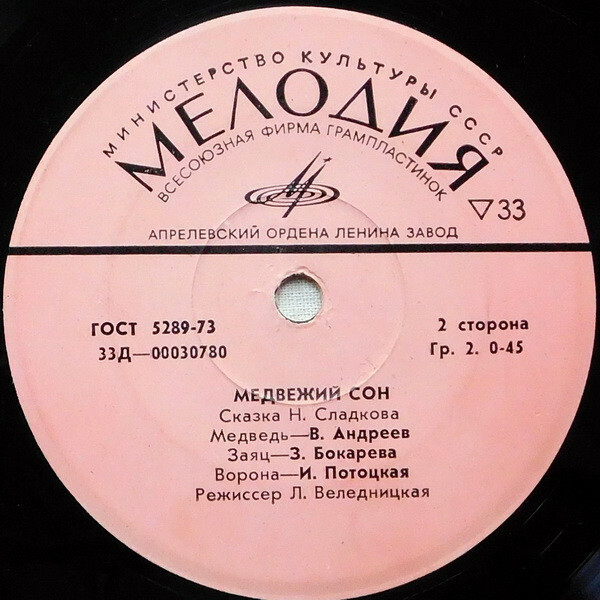 МИНИСТЕРСТВО КУЛЬТУРЫ СССР
МЕЛОДИЯ
ВСЕСОЮЗНАЯ ФИРМА ГРАМПЛАСТИНОК
▽33
АПРЕЛЕВСКИЙ ОРДЕНА ЛЕНИНА ЗАВОД
ГОСТ 5289-73
2 сторона
33Д—00030780
Гр. 2. 0-45
МЕДВЕЖИЙ СОН
Сказка Н. Сладкова
Медведь—В. Андреев
Заяц—З. Бокарева
Ворона—И. Потоцкая
Режиссер Л. Веледницкая